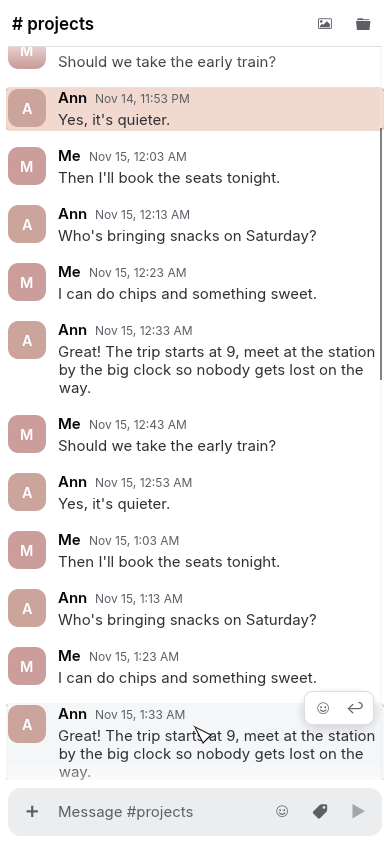 # projects
M
Should we take the early train?
A
Ann Nov 14, 11:53 PM
Yes, it's quieter.
M
Me Nov 15, 12:03 AM
Then I'll book the seats tonight.
A
Ann Nov 15, 12:13 AM
Who's bringing snacks on Saturday?
M
Me Nov 15, 12:23 AM
I can do chips and something sweet.
A
Ann Nov 15, 12:33 AM
Great! The trip starts at 9, meet at the station
by the big clock so nobody gets lost on the
way.
M
Me Nov 15, 12:43 AM
Should we take the early train?
A
Ann Nov 15, 12:53 AM
Yes, it's quieter.
M
Me Nov 15, 1:03 AM
Then I'll book the seats tonight.
A
Ann Nov 15, 1:13 AM
Who's bringing snacks on Saturday?
M
Me Nov 15, 1:23 AM
I can do chips and something sweet.
A
Ann Nov 15, 1:33 AM
Great! The trip starts at 9, meet at the station
by the big clock so nobody gets lost on the
way.
Message #projects